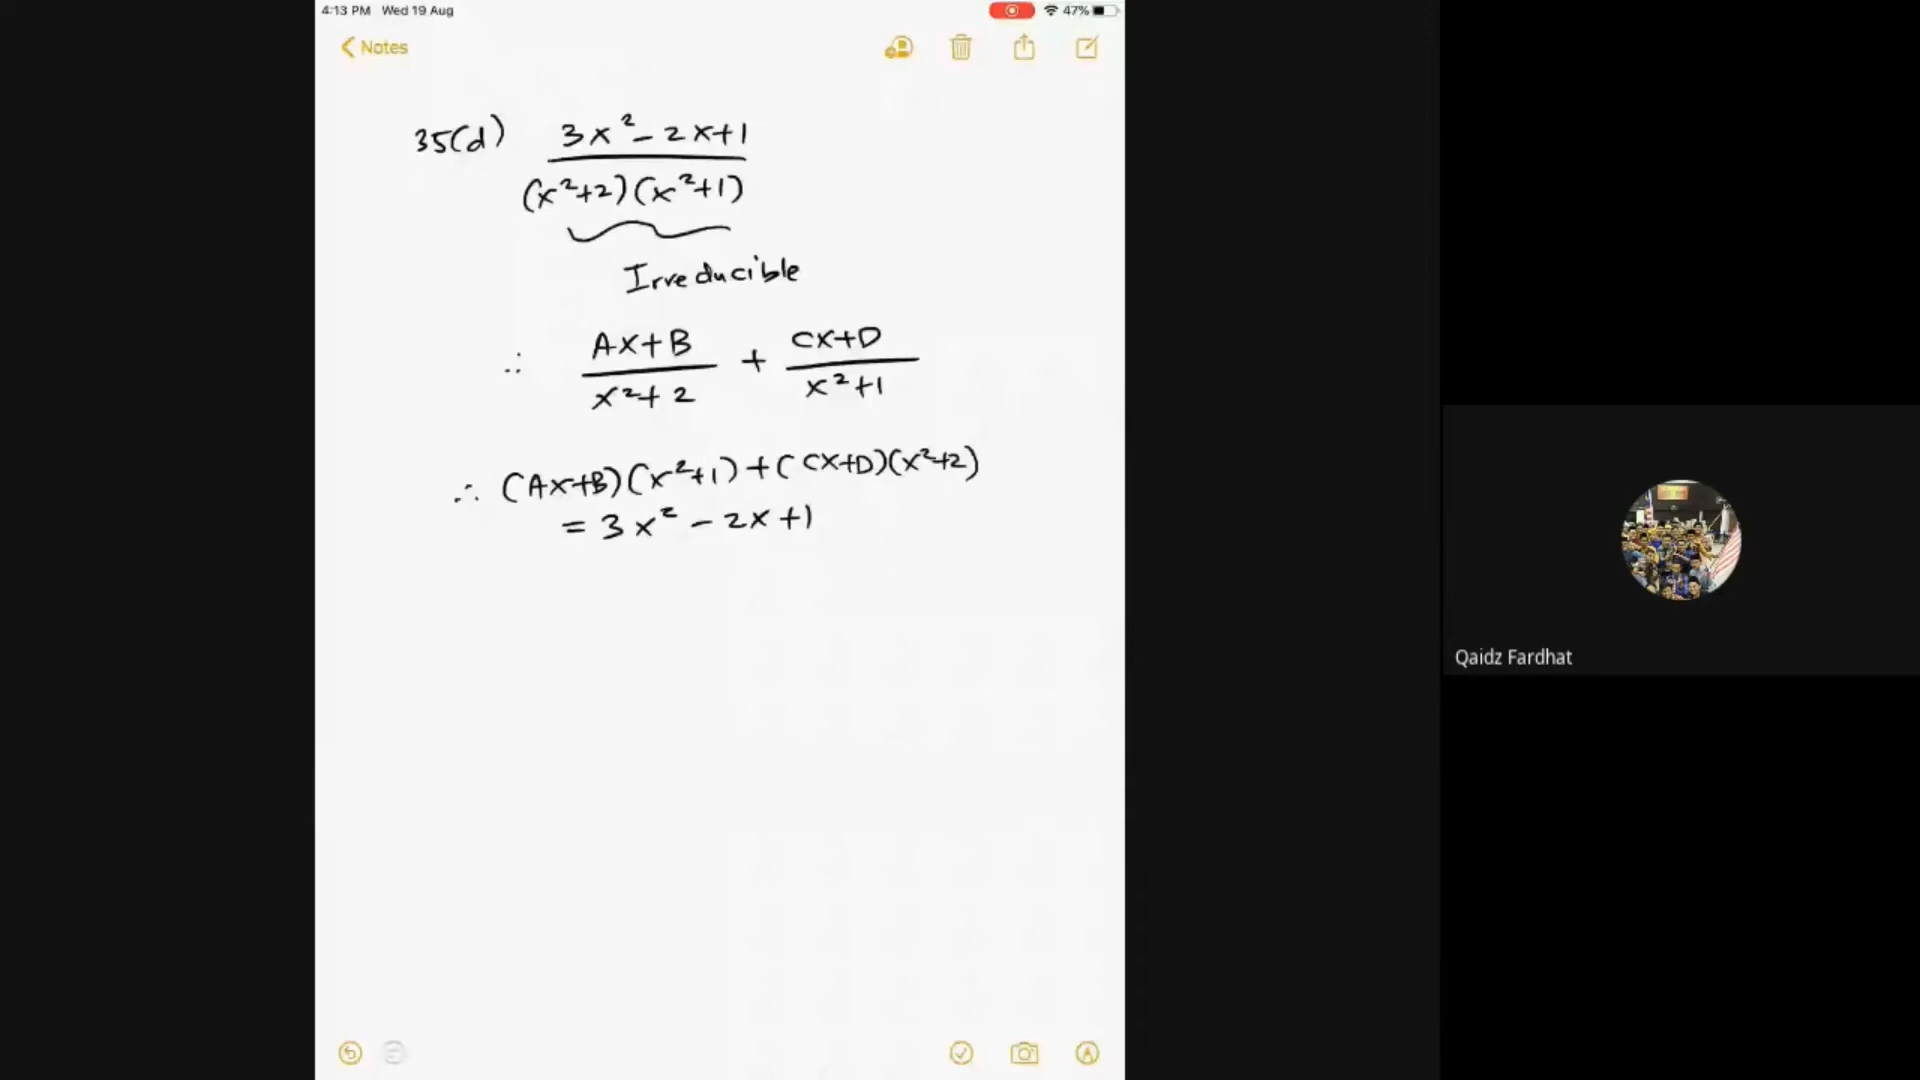 4:13 PM Wed 19 Aug 47%
Notes
35(d) 3x² - 2x+1
(x²+2)(x²+1)
Irreducible
∴ Ax+B + Cx+D
x²+2 x²+1
∴ (Ax+B)(x²+1)+(Cx+D)(x²+2)
= 3x² - 2x+1
Qaidz Fardhat